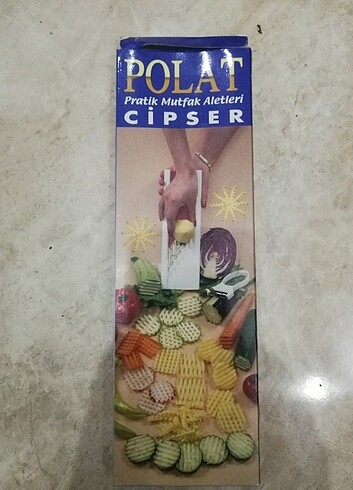 POLAT
Pratik Mutfak Aletleri
CİPSER